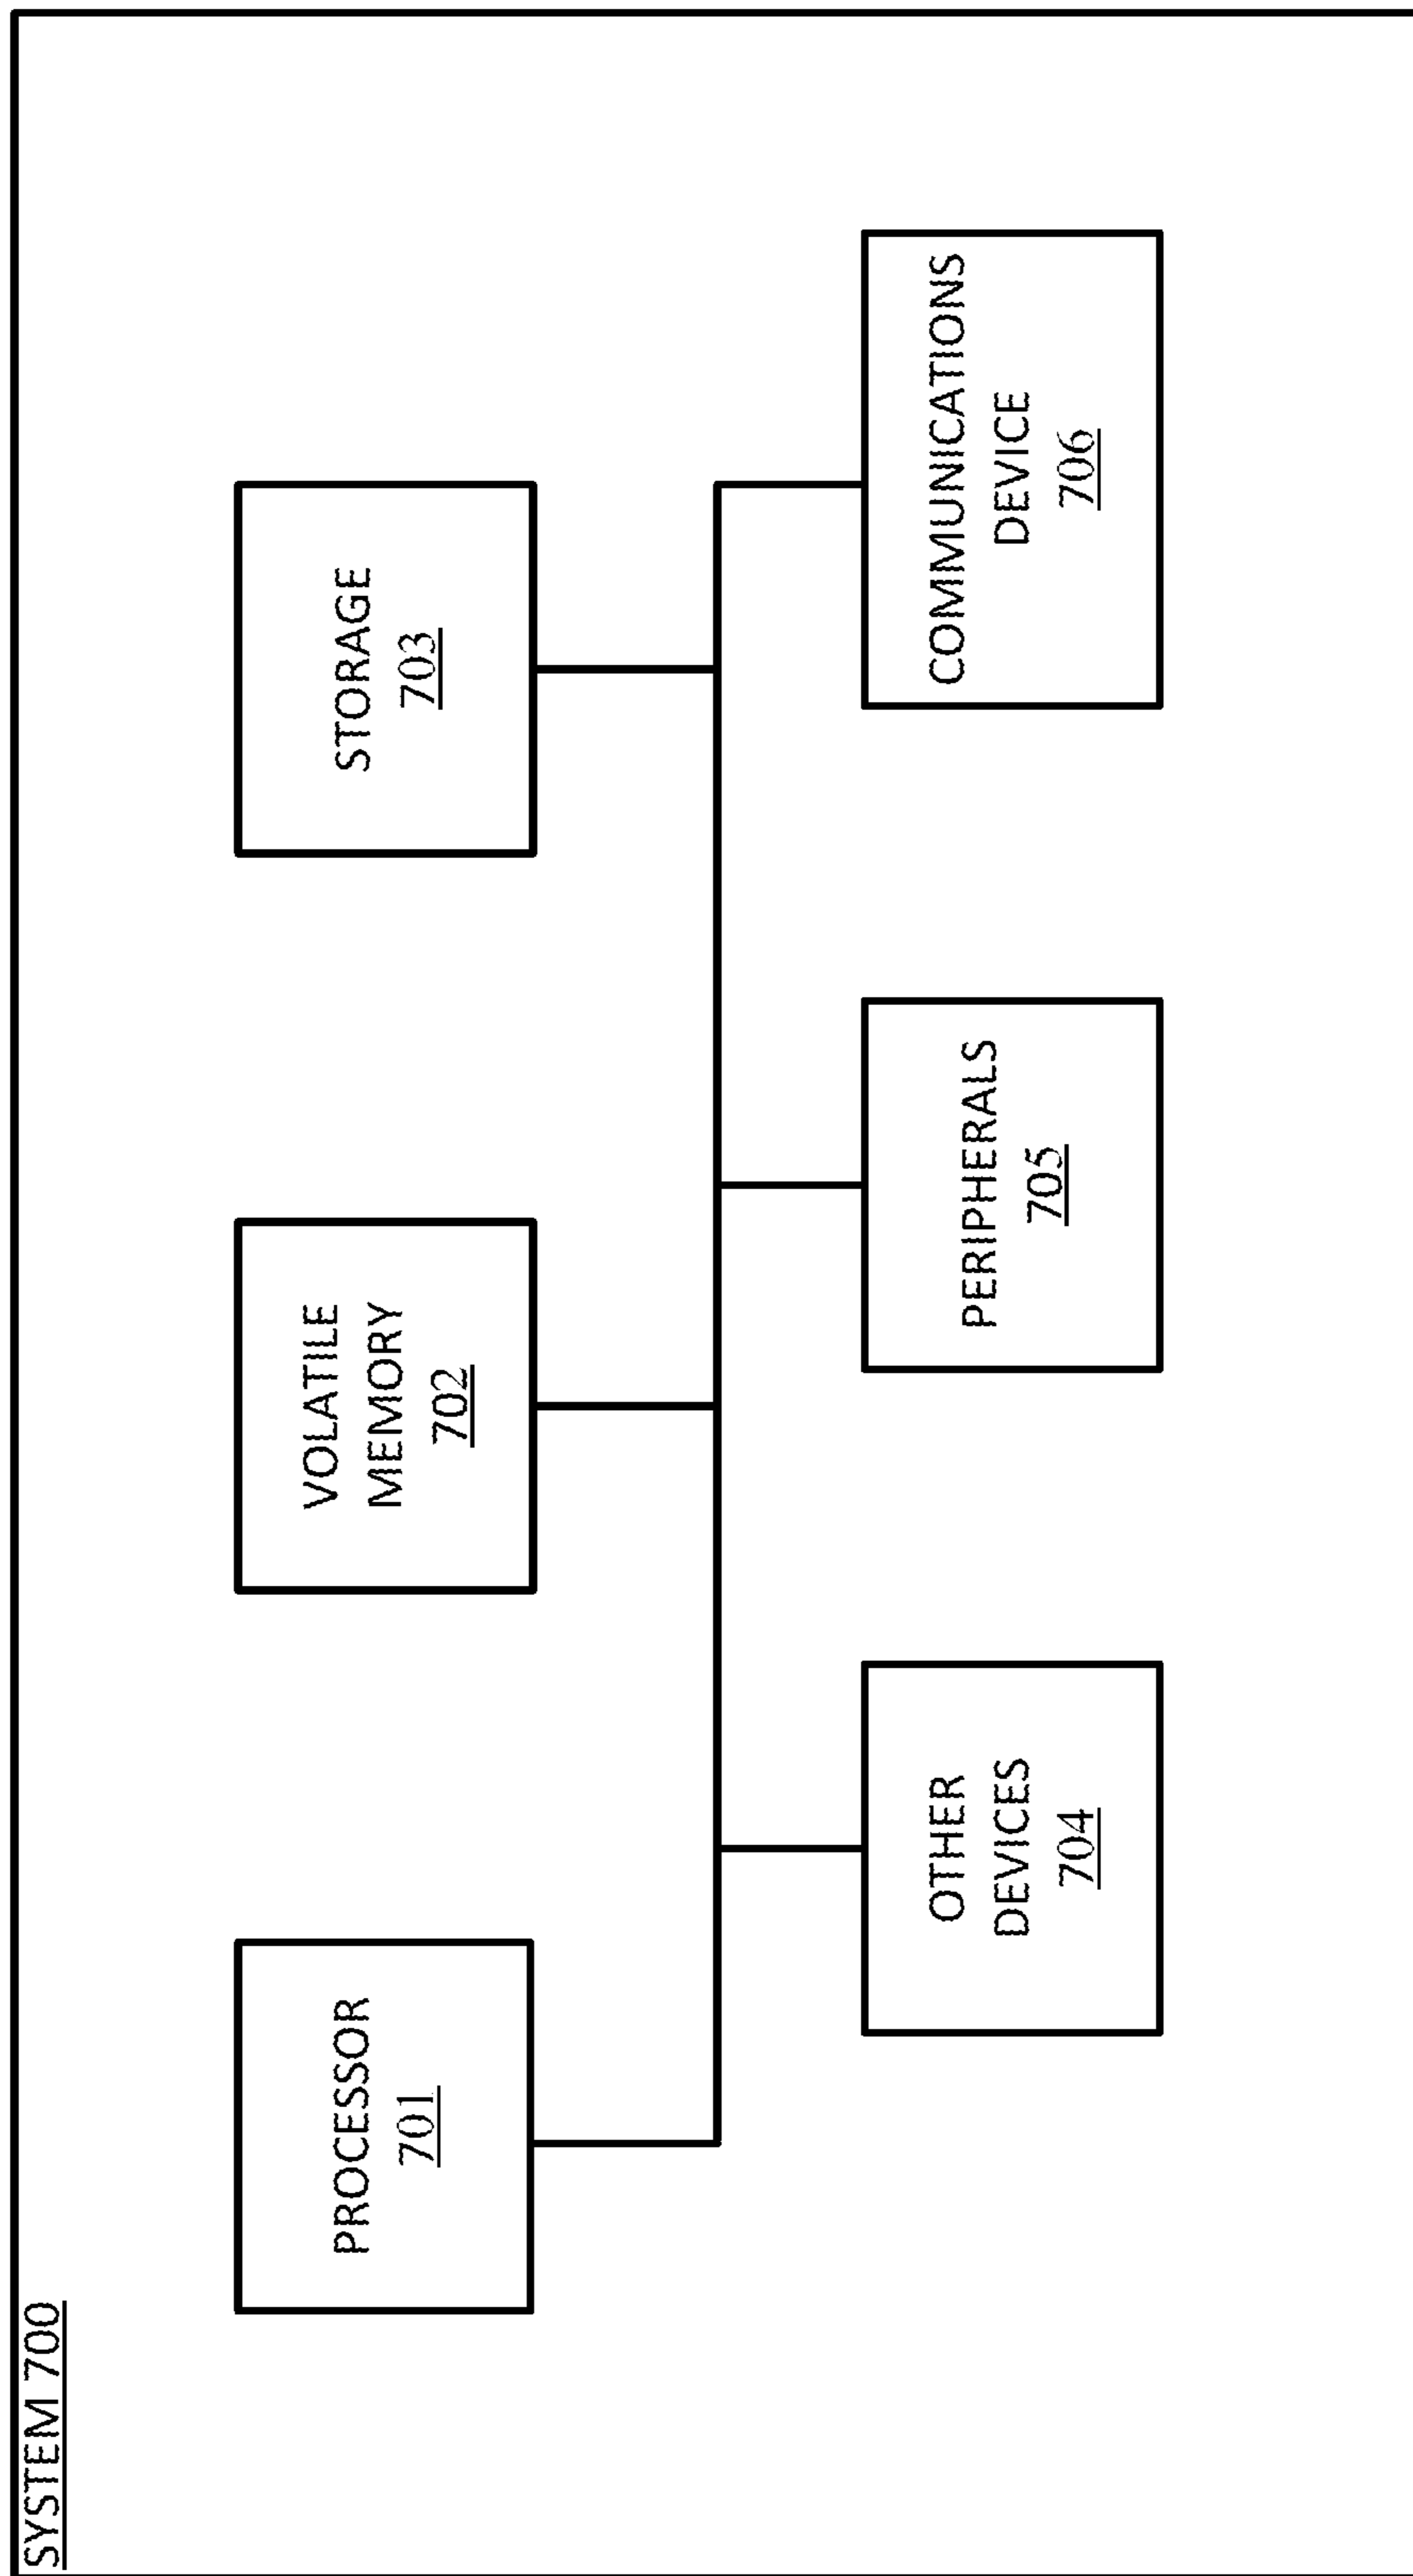 SYSTEM 700
PROCESSOR
701
VOLATILE
MEMORY
702
STORAGE
703
OTHER
DEVICES
704
PERIPHERALS
705
COMMUNICATIONS
DEVICE
706